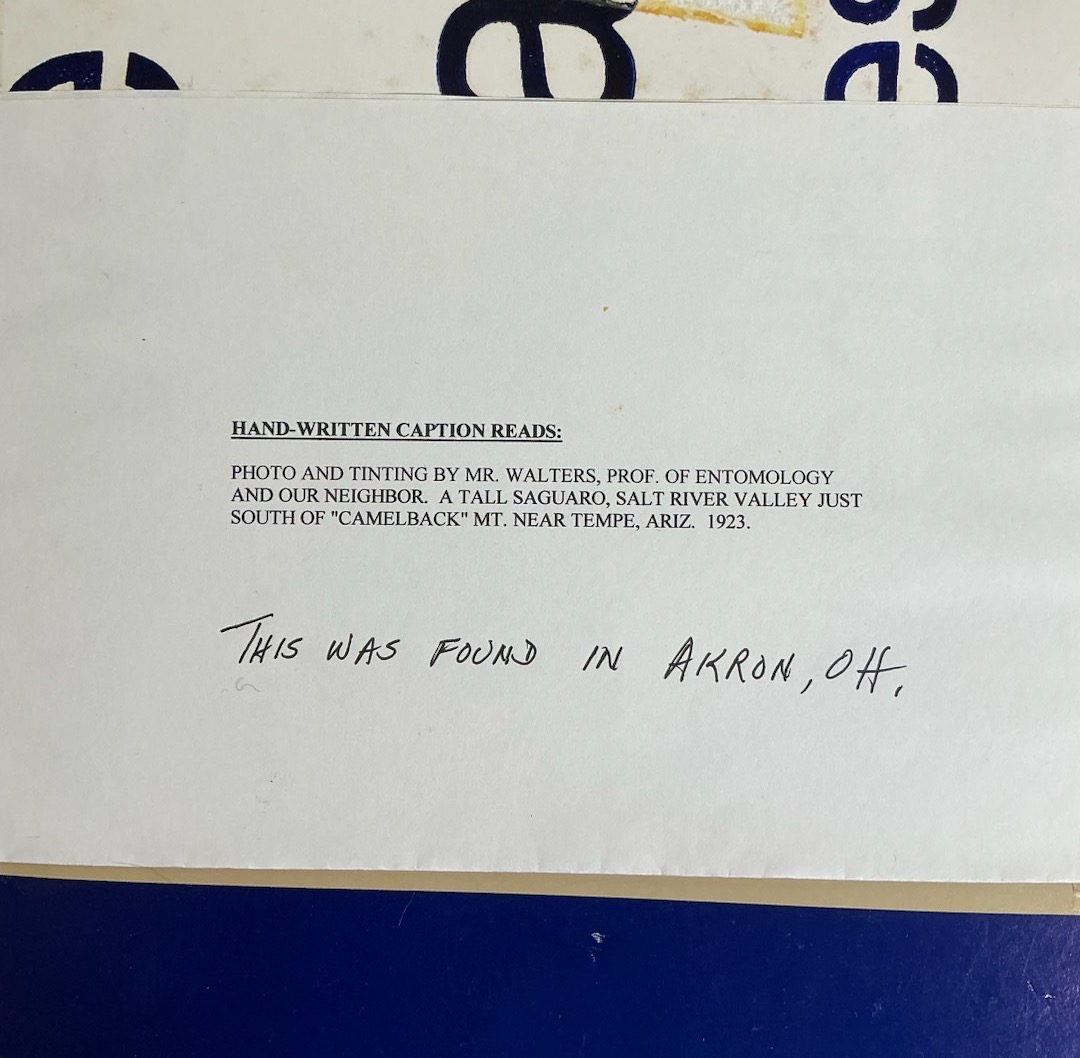 HAND-WRITTEN CAPTION READS:
PHOTO AND TINTING BY MR. WALTERS, PROF. OF ENTOMOLOGY
AND OUR NEIGHBOR. A TALL SAGUARO, SALT RIVER VALLEY JUST
SOUTH OF "CAMELBACK" MT. NEAR TEMPE, ARIZ. 1923.
THIS WAS FOUND IN AKRON, OH.